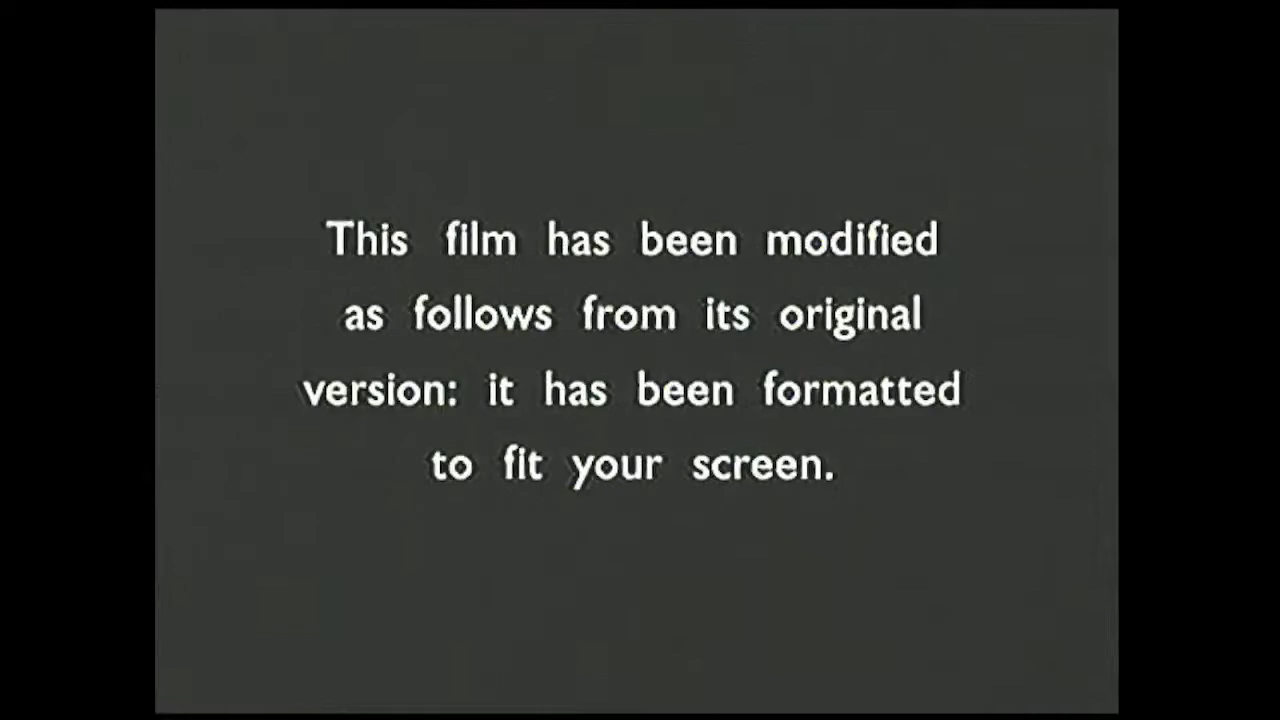 This film has been modified
as follows from its original
version: it has been formatted
to fit your screen.